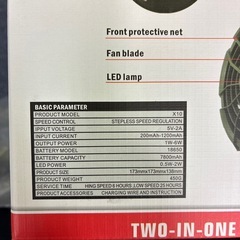 Front protective net
Fan blade
LED lamp
BASIC PARAMETER
PRODUCT MODEL X10
SPEED CONTROL STEPLESS SPEED REGULATION
IPPUT VOLTAGE 5V-2A
INPUT CURRENT 200mA-1200mA
OUTPUT POWER 1W-6W
BATTERY MODEL 18650
BATTERY CAPACITY 7800mAH
LED POWER 0.5W-2W
PRODUCT SIZE 173mm/173mm/136mm
PRODUCT WEIGHT 450G
SERVICE TIME HING SPEED 6 HOURS ,LOW SPEED 25 HOURS
PRODUCT ACCESSORIES CHARGING WIRE AND INSTRUCTION
TWO-IN-ONE